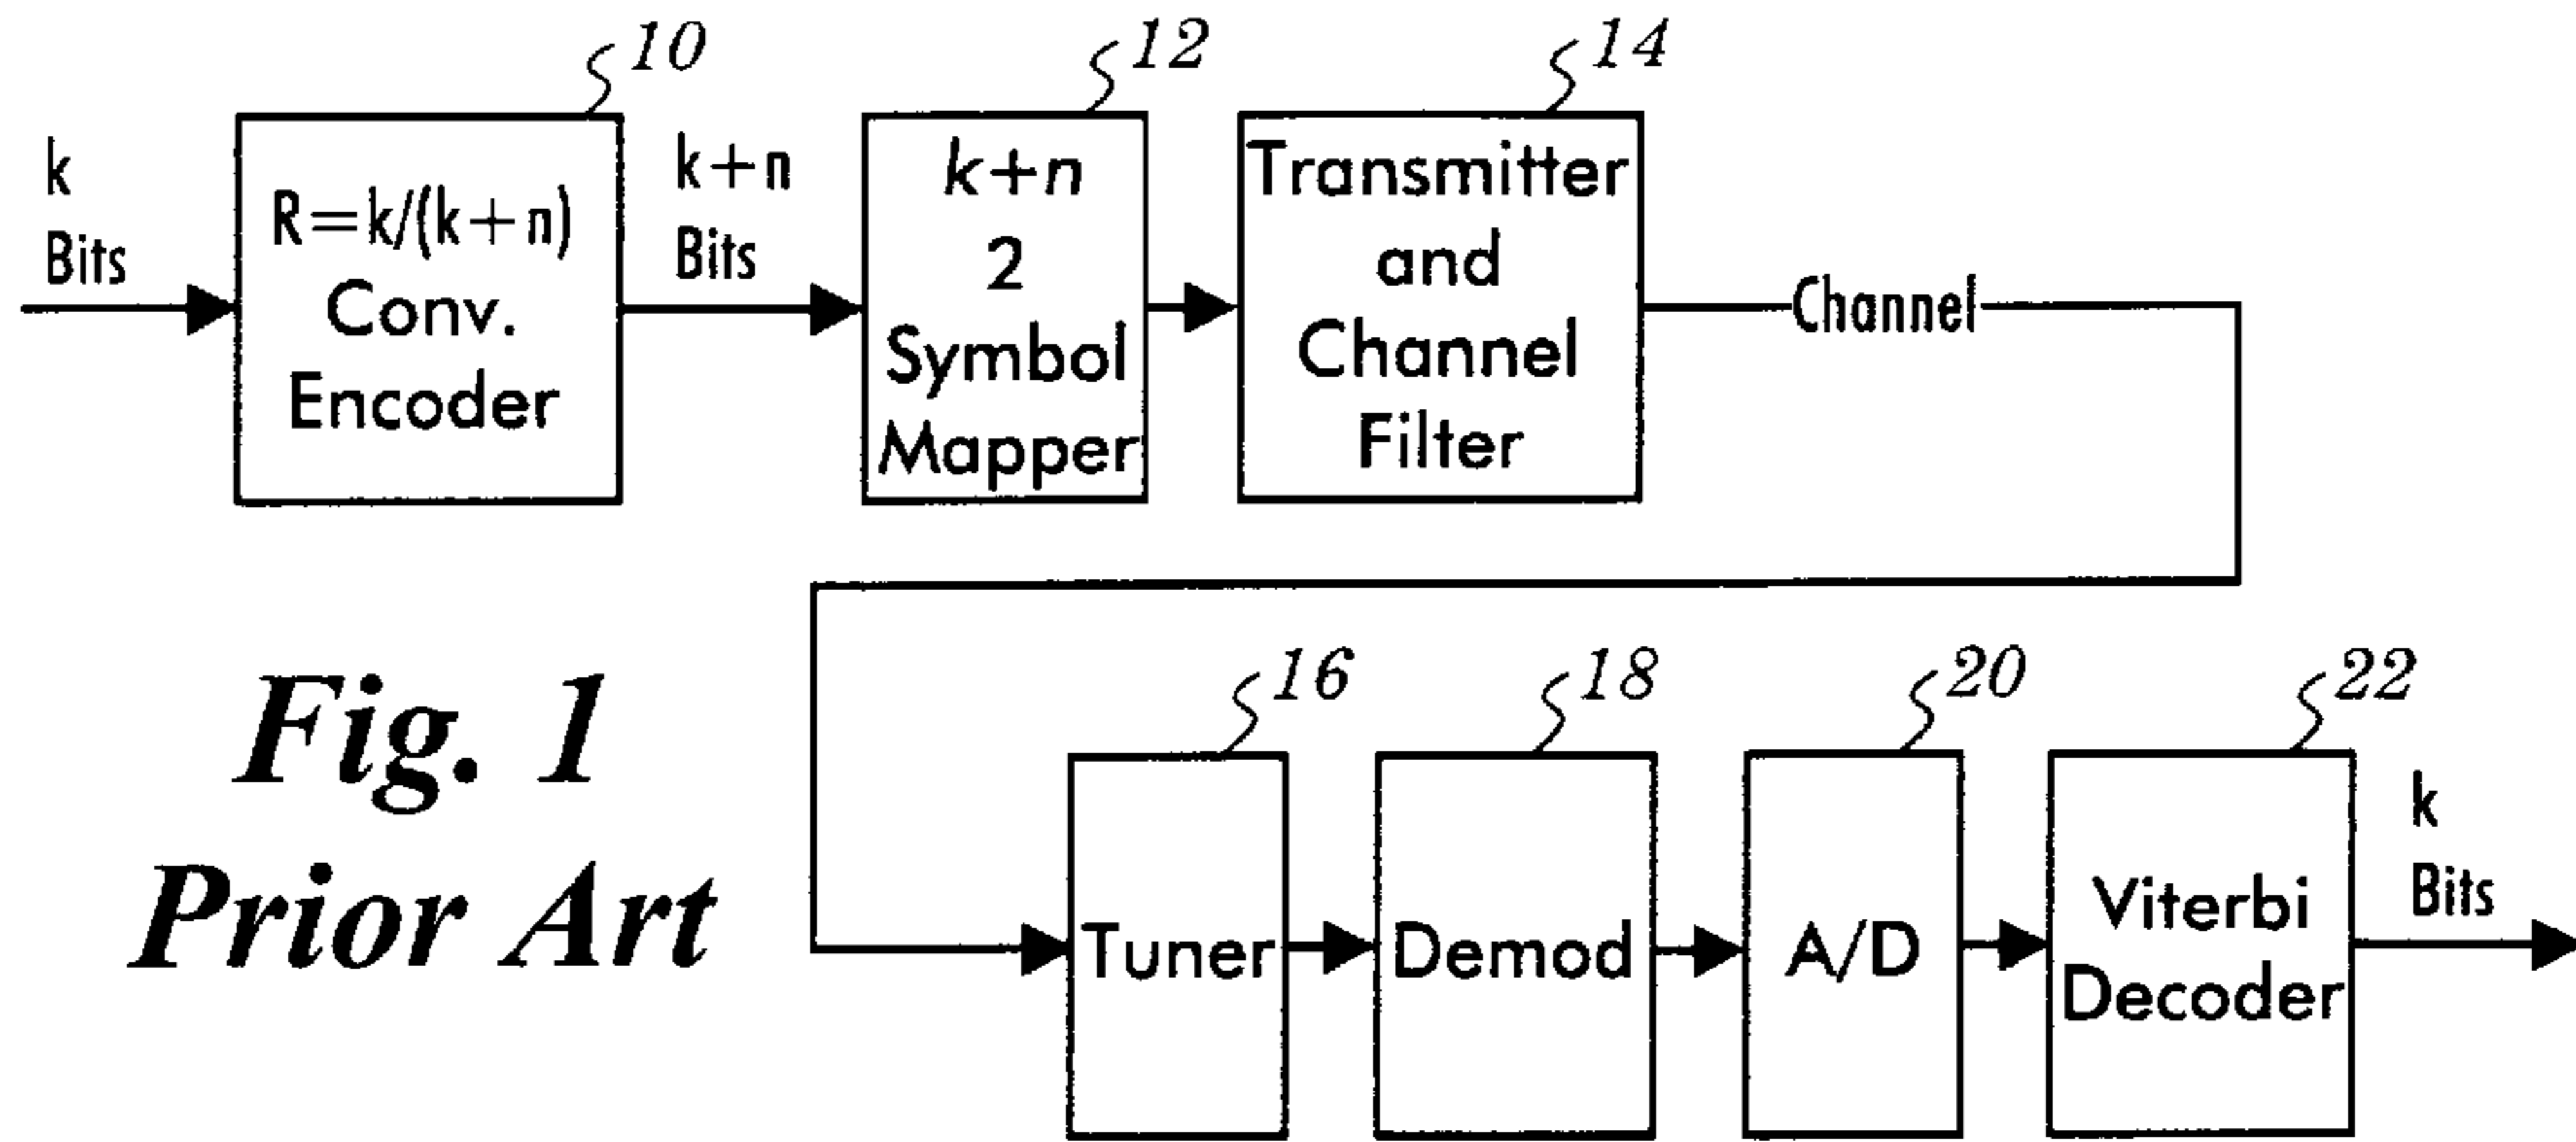 10
k
Bits
R=k/(k+n)
Conv.
Encoder
k+n
Bits
12
k+n
2
Symbol
Mapper
14
Transmitter
and
Channel
Filter
Channel
Fig. 1
Prior Art
16
Tuner
18
Demod
20
A/D
22
Viterbi
Decoder
k
Bits